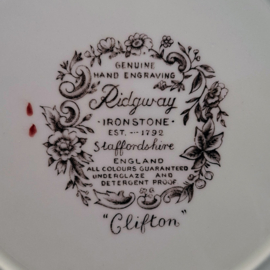 GENUINE
HAND ENGRAVING
Ridgway
· IRONSTONE ·
EST. — 1792
Staffordshire
ENGLAND
ALL COLOURS GUARANTEED
UNDERGLAZE AND
DETERGENT PROOF
"Clifton"